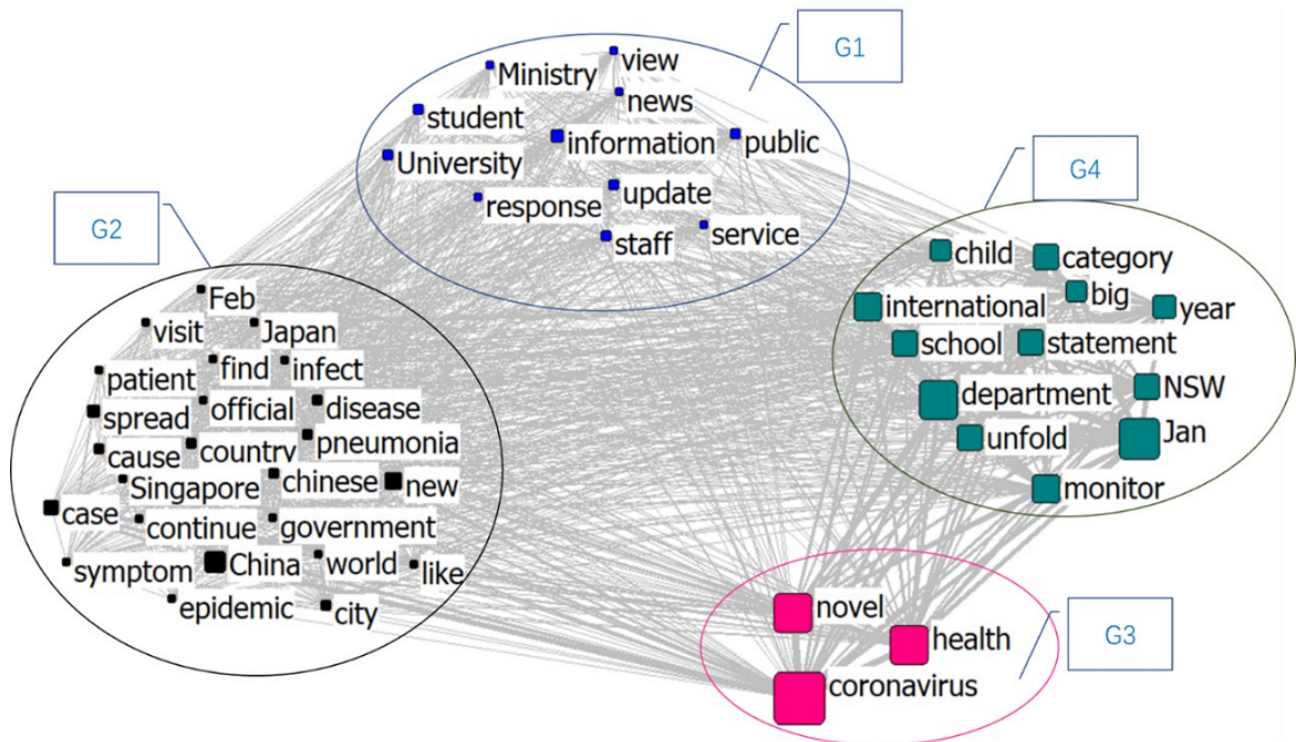 G1
view
Ministry
news
student
information
public
University
update
response
service
staff
G2
Feb
visit
Japan
find
infect
patient
official
disease
spread
country
pneumonia
cause
Singapore
chinese
new
case
continue
government
China
world
like
symptom
epidemic
city
G4
child
category
big
international
year
school
statement
NSW
department
Jan
unfold
monitor
novel
health
G3
coronavirus